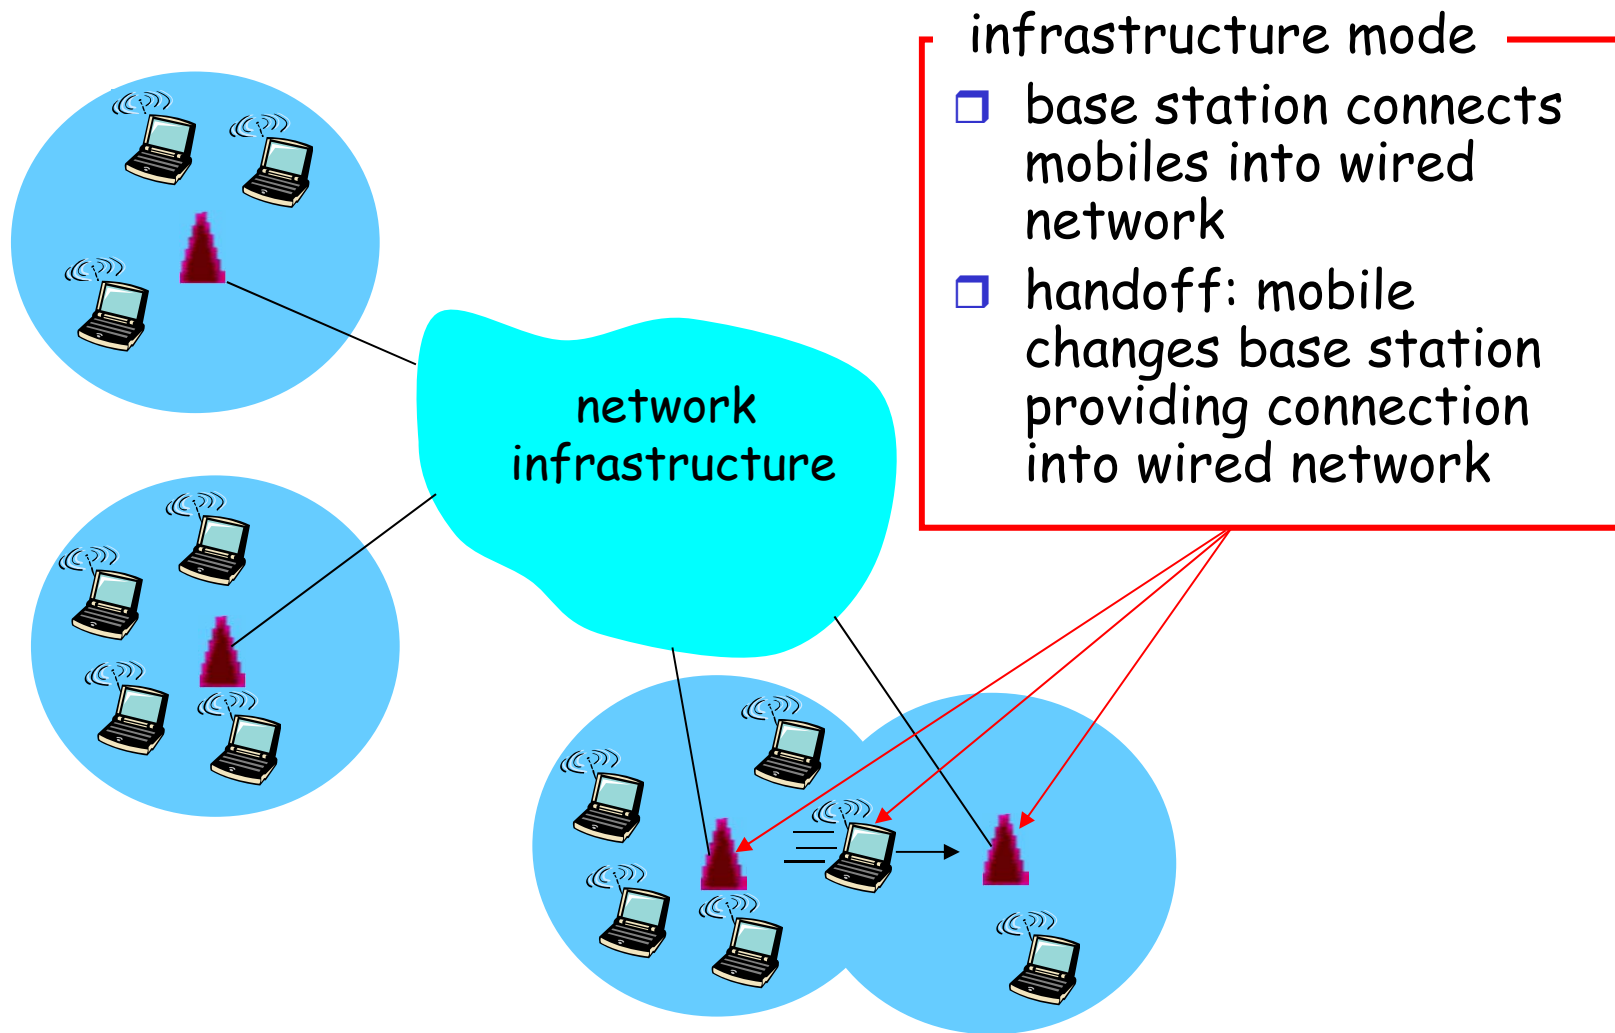 infrastructure mode
base station connects
mobiles into wired
network
handoff: mobile
changes base station
providing connection
into wired network
network
infrastructure